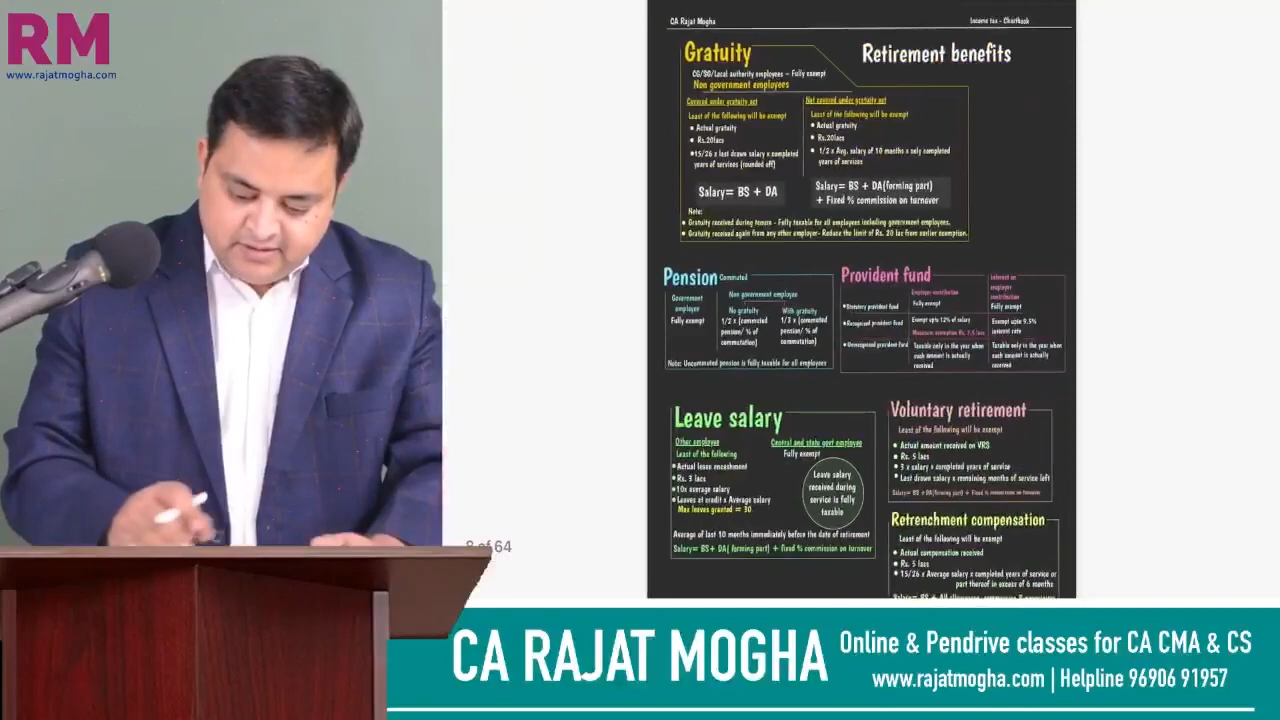 RM
www.rajatmogha.com
CA Rajat Mogha
Income tax - Chartbook
Gratuity
Retirement benefits
CG/SG/Local authority employees - Fully exempt
Non government employees
Covered under gratuity act
Least of the following will be exempt
• Actual gratuity
• Rs.20lacs
• 15/26 x last drawn salary x completed
years of services (rounded off)
Salary= BS + DA
Not covered under gratuity act
Least of the following will be exempt
• Actual gratuity
• Rs.20lacs
• 1/2 x Avg. salary of 10 months x only completed
years of services
Salary= BS + DA(forming part)
+ Fixed % commission on turnover
Note:
• Gratuity received during tenure - Fully taxable for all employees including government employees.
• Gratuity received again from any other employer- Reduce the limit of Rs. 20 lac from earlier exemption.
Pension Commuted
Government
employee
Fully exempt
Non government employee
No gratuity
1/2 x (commuted
pension/ % of
commutation)
With gratuity
1/3 x (commuted
pension/ % of
commutation)
Note: Uncommuted pension is fully taxable for all employees
Provident fund
Employer contribution
Interest on
employer
contribution
• Statutory provident fund
Fully exempt
Fully exempt
• Recognised provident fund
Exempt upto 12% of salary
Maximum exemption Rs. 7.5 lacs
Exempt upto 9.5%
interest rate
• Unrecognised provident fund
Taxable only in the year when
such amount is actually
received
Taxable only in the year when
such amount is actually
received
Leave salary
Other employee
Least of the following
• Actual leave encashment
• Rs. 3 lacs
• 10x average salary
• Leaves at credit x Average salary
Max leaves granted = 30
Central and state govt employee
Fully exempt
Leave salary
received during
service is fully
taxable
Average of last 10 months immediately before the date of retirement
Salary= BS+ DA( forming part) + fixed % commission on turnover
Voluntary retirement
Least of the following will be exempt
• Actual amount received on VRS
• Rs. 5 lacs
• 3 x salary x completed years of service
• Last drawn salary x remaining months of service left
Salary= BS +DA(forming part) + Fixed % commission on turnover
Retrenchment compensation
Least of the following will be exempt
• Actual compensation received
• Rs. 5 lacs
• 15/26 x Average salary x completed years of service or
part thereof in excess of 6 months
8 of 64
CA RAJAT MOGHA
Online & Pendrive classes for CA CMA & CS
www.rajatmogha.com | Helpline 96906 91957